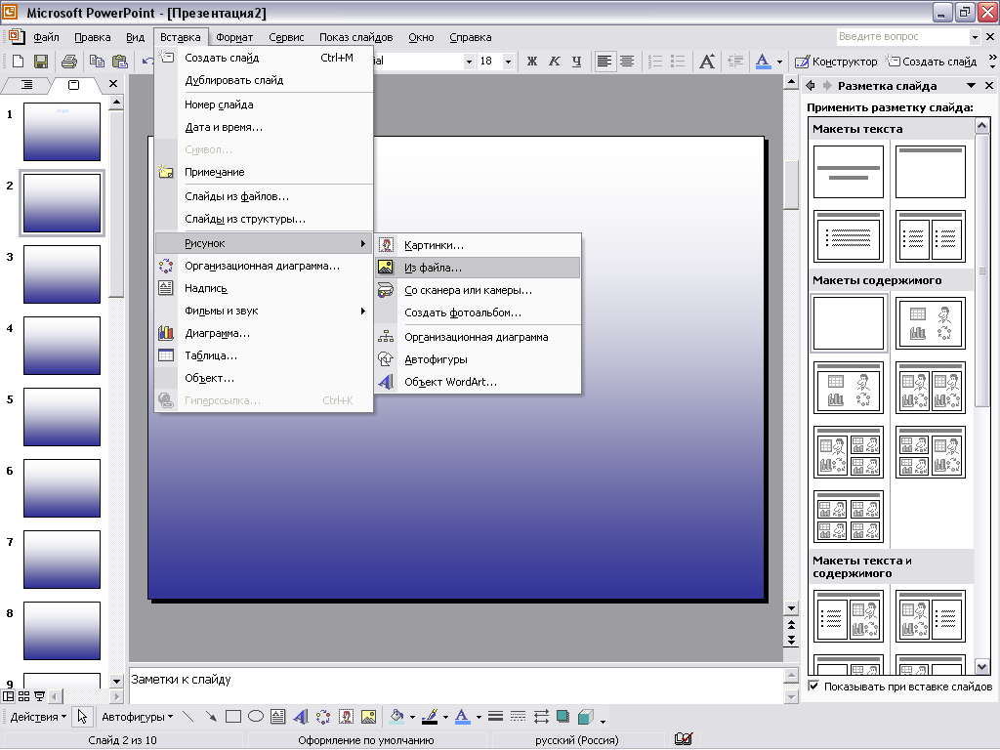 Microsoft PowerPoint - [Презентация2]
Файл Правка Вид Вставка Формат Сервис Показ слайдов Окно Справка
Введите вопрос
18 Ж К Ч Конструктор Создать слайд
Создать слайд Ctrl+M
Дублировать слайд
Номер слайда
Дата и время...
Символ...
Примечание
Слайды из файлов...
Слайды из структуры...
Рисунок
Организационная диаграмма...
Надпись
Фильмы и звук
Диаграмма...
Таблица...
Объект...
Гиперссылка... Ctrl+K
Картинки...
Из файла...
Со сканера или камеры...
Создать фотоальбом...
Организационная диаграмма
Автофигуры
Объект WordArt...
1
2
3
4
5
6
7
8
9
Разметка слайда
Применить разметку слайда:
Макеты текста
Макеты содержимого
Макеты текста и
содержимого
Показывать при вставке слайдов
Заметки к слайду
Действия Автофигуры
Слайд 2 из 10 Оформление по умолчанию русский (Россия)